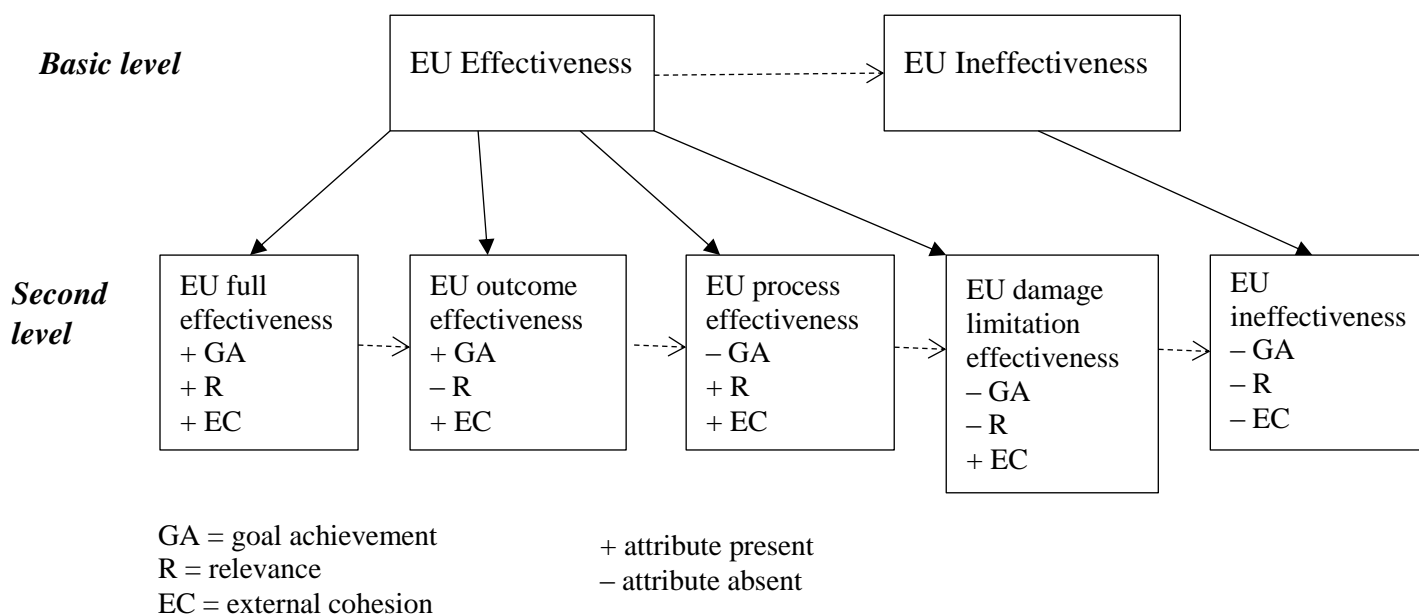 Basic level
EU Effectiveness
EU Ineffectiveness
Second
level
EU full
effectiveness
+ GA
+ R
+ EC
EU outcome
effectiveness
+ GA
– R
+ EC
EU process
effectiveness
– GA
+ R
+ EC
EU damage
limitation
effectiveness
– GA
– R
+ EC
EU
ineffectiveness
– GA
– R
– EC
GA = goal achievement
R = relevance
EC = external cohesion
+ attribute present
– attribute absent